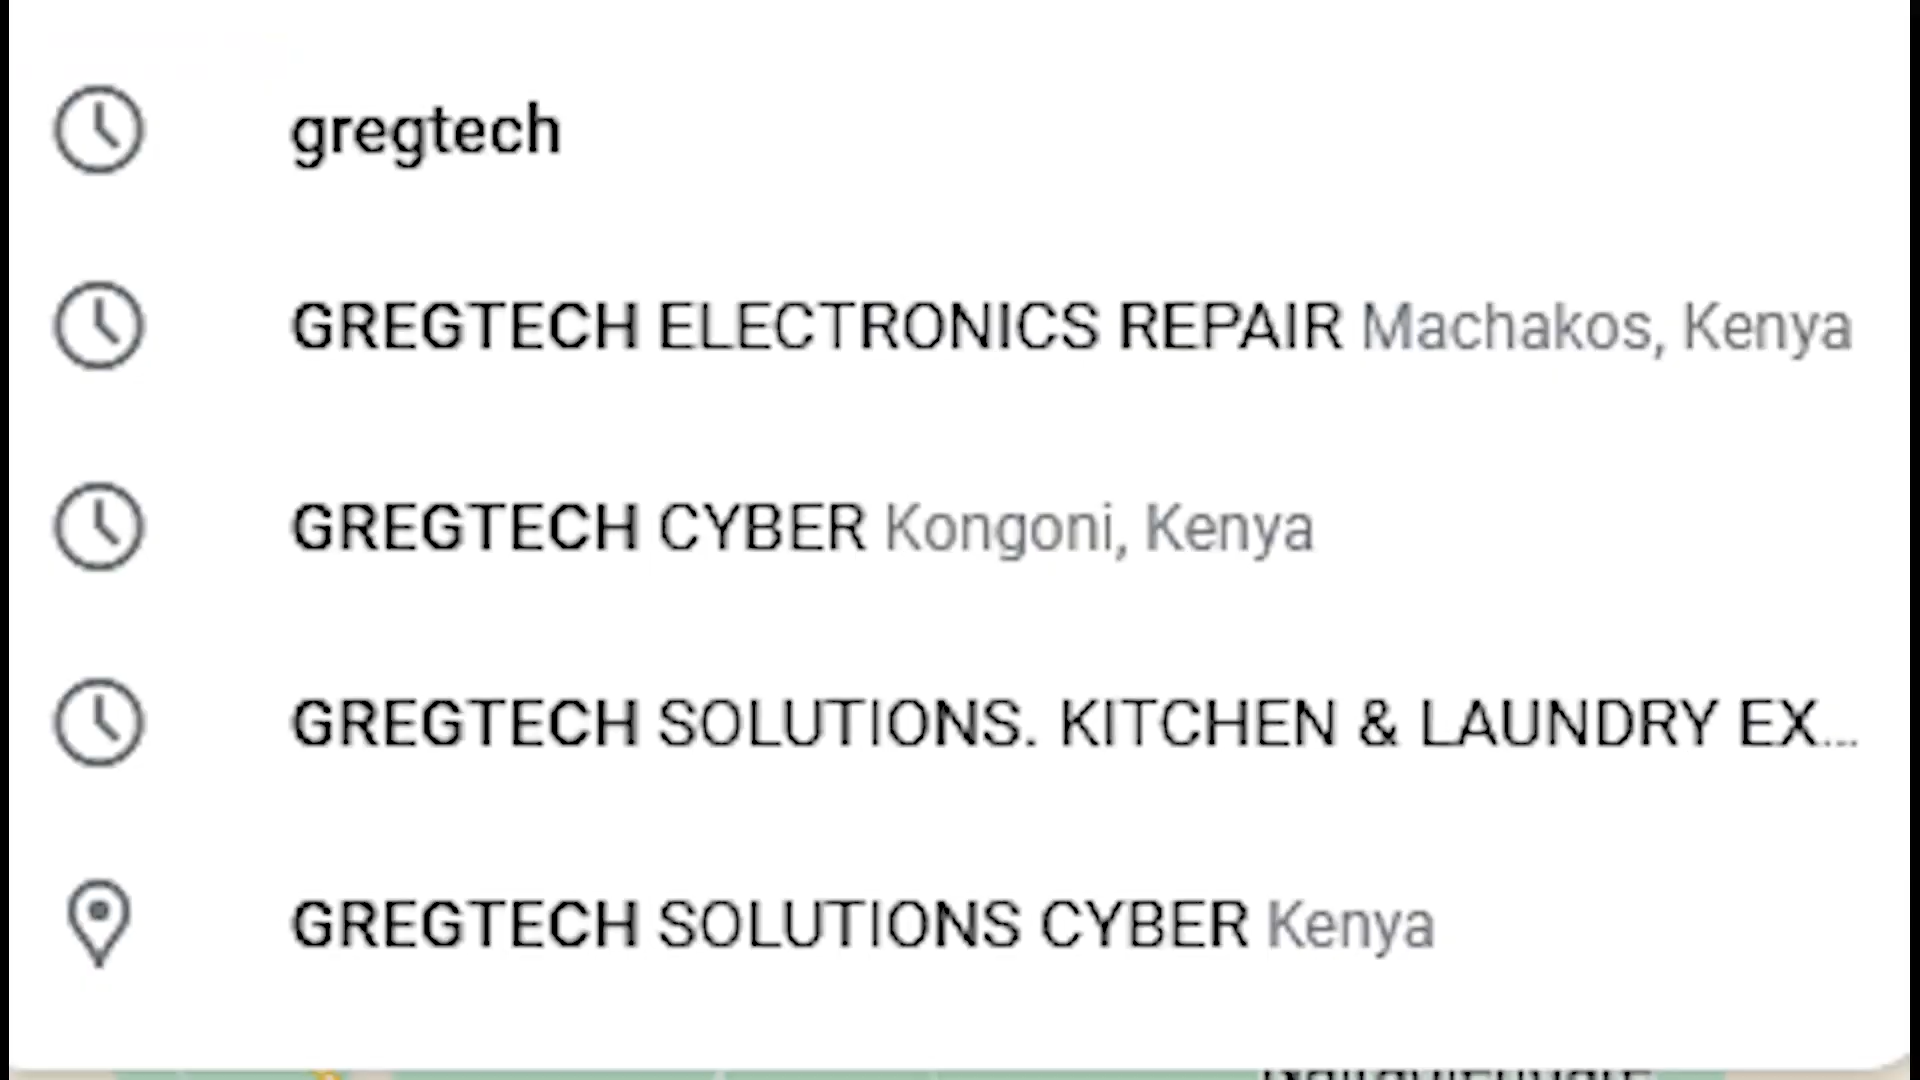 gregtech
GREGTECH ELECTRONICS REPAIR Machakos, Kenya
GREGTECH CYBER Kongoni, Kenya
GREGTECH SOLUTIONS. KITCHEN & LAUNDRY EX...
GREGTECH SOLUTIONS CYBER Kenya